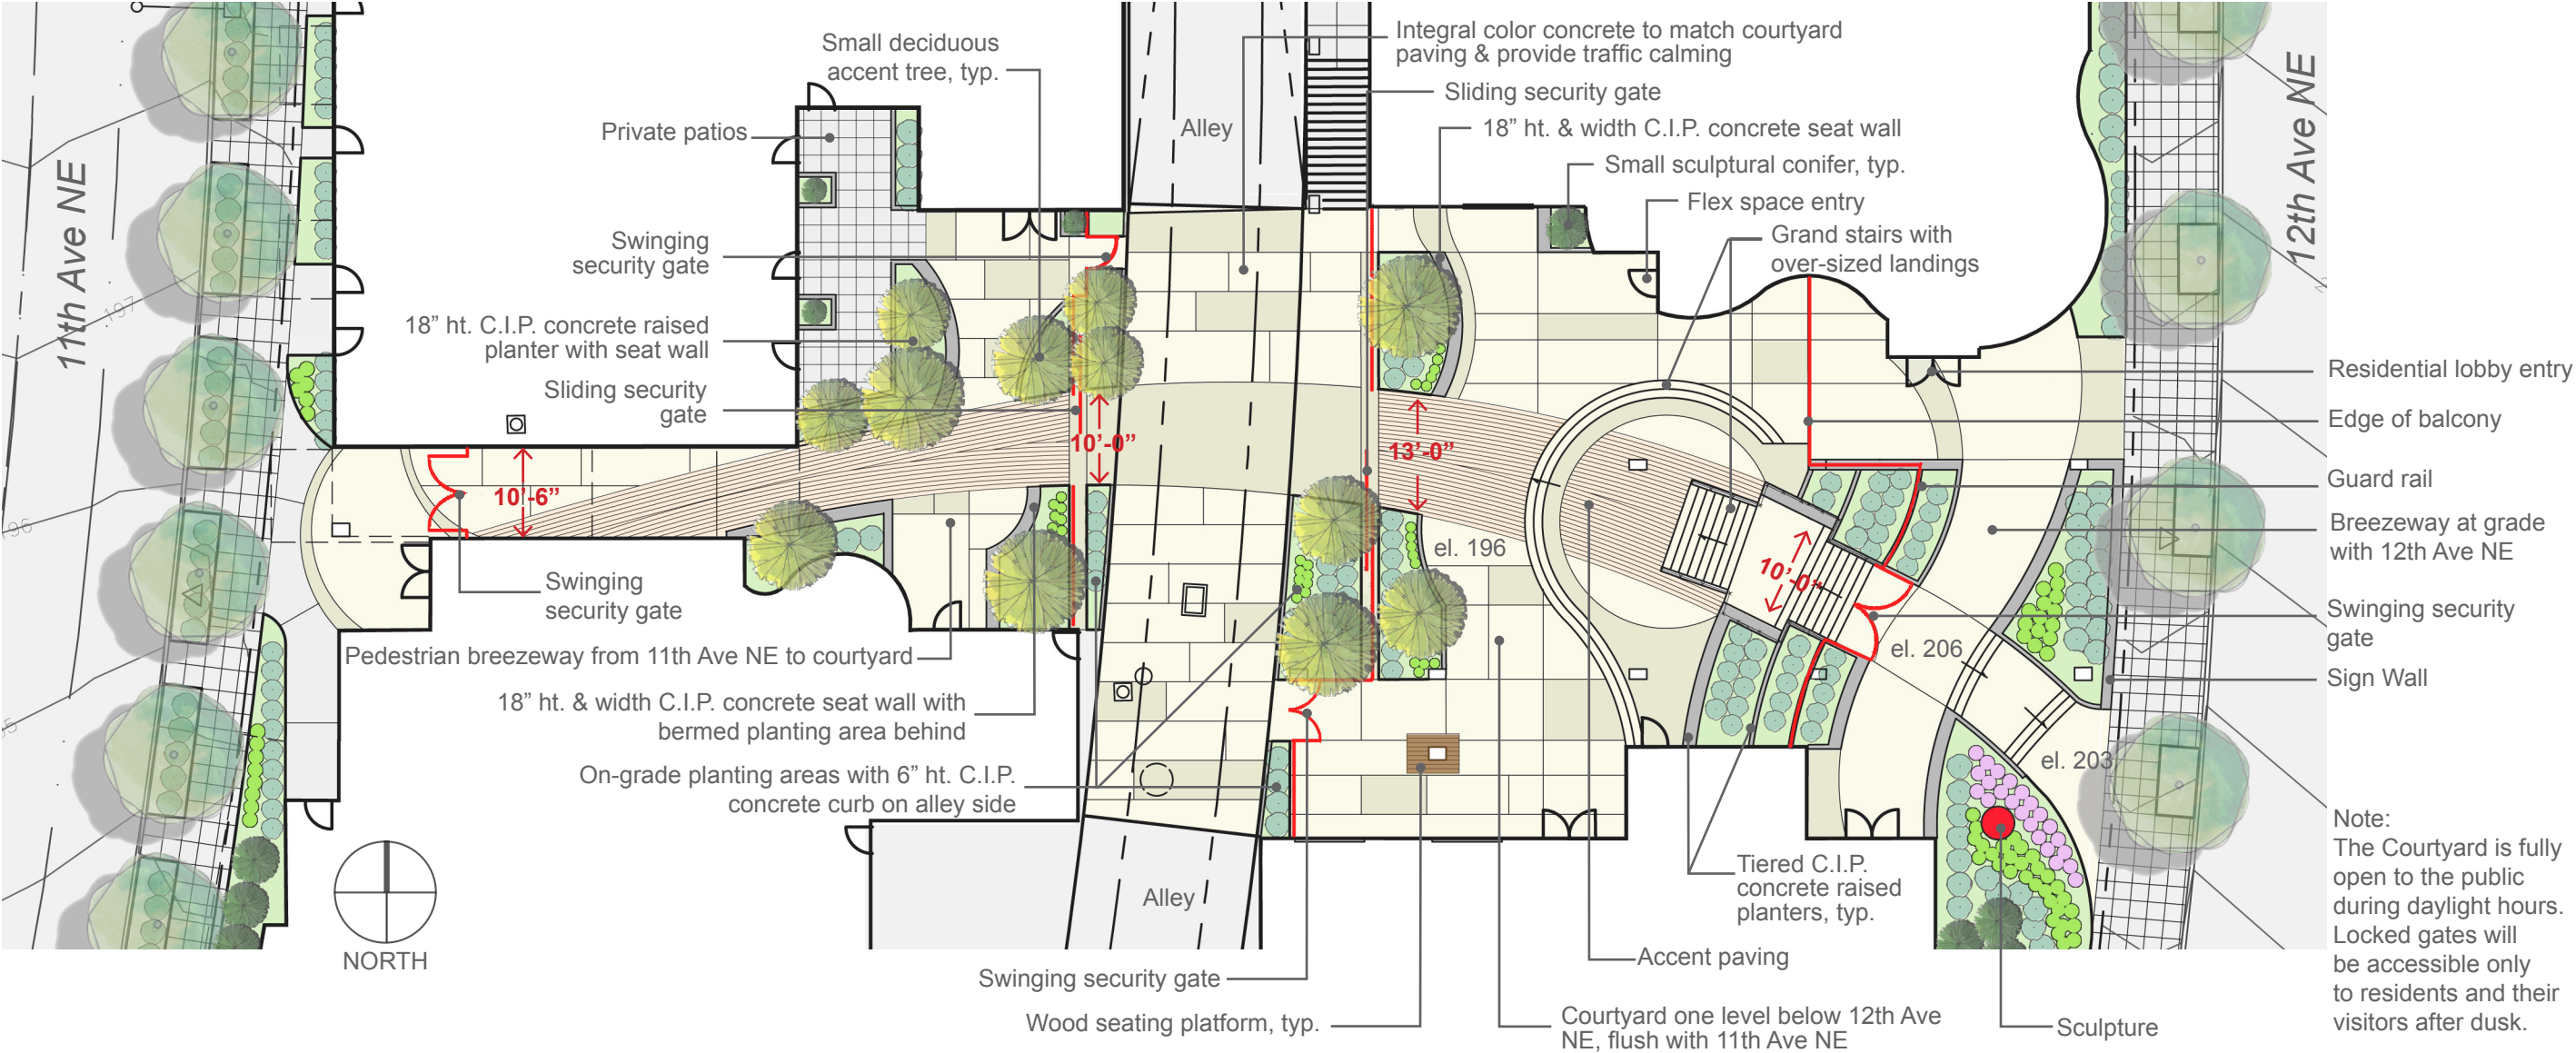 Small deciduous
accent tree, typ.
Integral color concrete to match courtyard
paving & provide traffic calming
Sliding security gate
Private patios
Alley
18” ht. & width C.I.P. concrete seat wall
Small sculptural conifer, typ.
Flex space entry
Grand stairs with
over-sized landings
11th Ave NE
12th Ave NE
Swinging
security gate
197
18” ht. C.I.P. concrete raised
planter with seat wall
Sliding security
gate
Residential lobby entry
Edge of balcony
10’-0”
13’-0”
10’-6”
Guard rail
Breezeway at grade
with 12th Ave NE
196
el. 196
10’-0”
Swinging
security gate
Swinging security
gate
el. 206
Sign Wall
Pedestrian breezeway from 11th Ave NE to courtyard
18” ht. & width C.I.P. concrete seat wall with
bermed planting area behind
el. 203
On-grade planting areas with 6” ht. C.I.P.
concrete curb on alley side
Alley
NORTH
Tiered C.I.P.
concrete raised
planters, typ.
Accent paving
Swinging security gate
Wood seating platform, typ.
Courtyard one level below 12th Ave
NE, flush with 11th Ave NE
Sculpture
Note:
The Courtyard is fully
open to the public
during daylight hours.
Locked gates will
be accessible only
to residents and their
visitors after dusk.